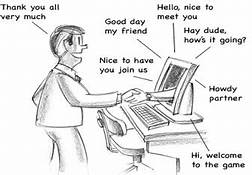 Thank you all
very much
Good day
my friend
Hello, nice to
meet you
Hay dude,
how's it going?
Nice to have
you join us
Howdy
partner
Hi, welcome
to the game